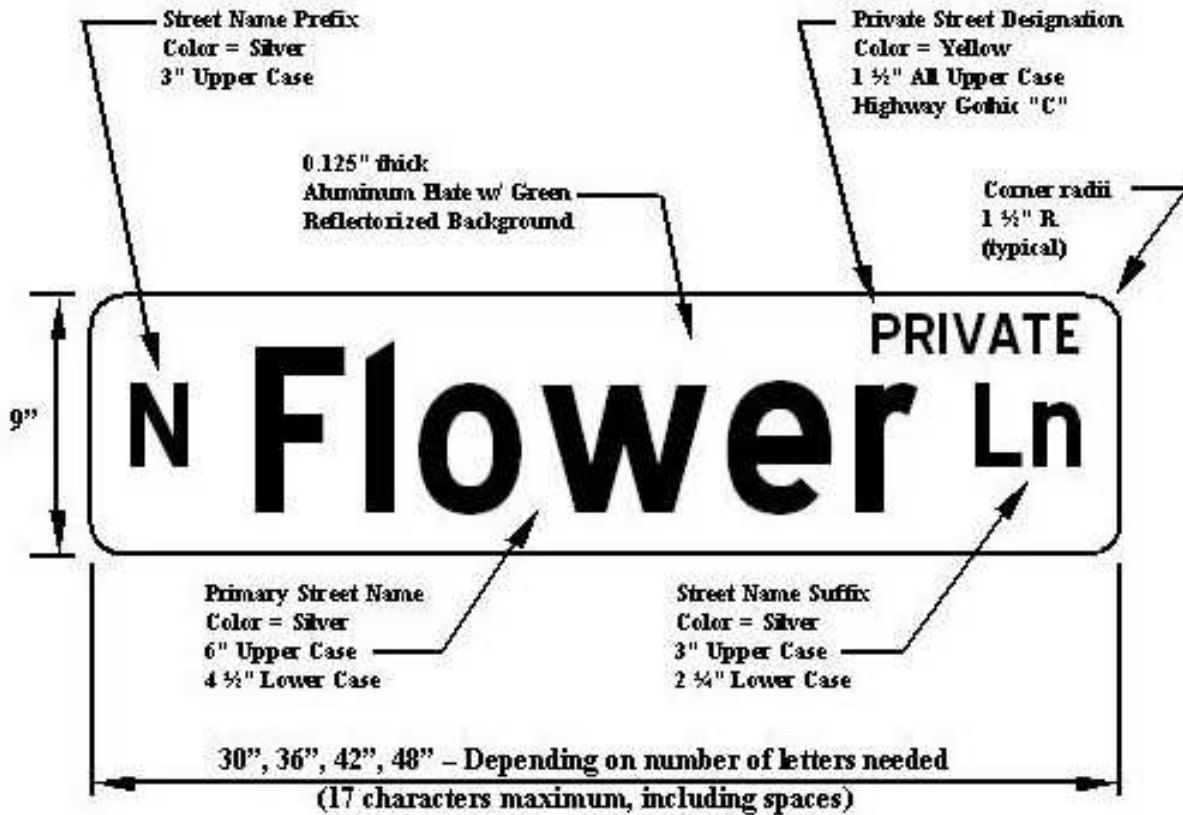 Street Name Prefix
Color = Silver
3" Upper Case
Private Street Designation
Color = Yellow
1 ½" All Upper Case
Highway Gothic "C"
0.125" thick
Aluminum Plate w/ Green
Reflectorized Background
Corner radii
1 ½" R
(typical)
9”
PRIVATE
N Flower Ln
Primary Street Name
Color = Silver
6" Upper Case
4 ½" Lower Case
Street Name Suffix
Color = Silver
3" Upper Case
2 ¼" Lower Case
30”, 36”, 42”, 48” – Depending on number of letters needed
(17 characters maximum, including spaces)